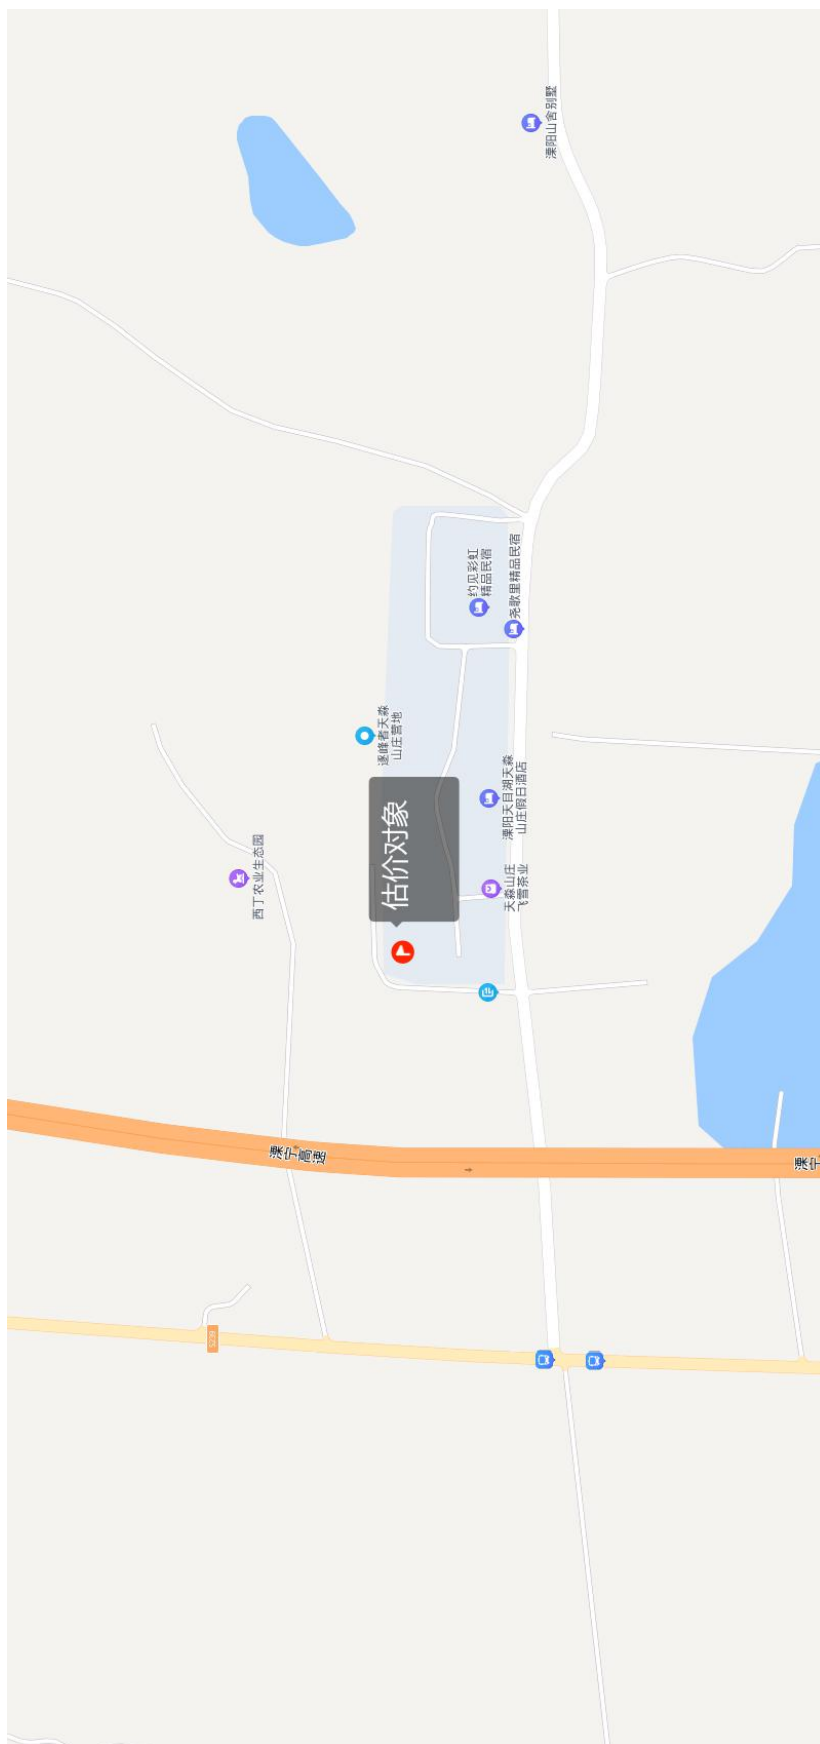 溧阳山舍别墅
约见彩虹
精品民宿
尧歌里精品民宿
逐峰者天淼
山庄营地
溧阳天目湖天淼
山庄假日酒店
估价对象
天淼山庄
飞雪茶业
西丁农业生态园
溧宁高速
溧宁
S239